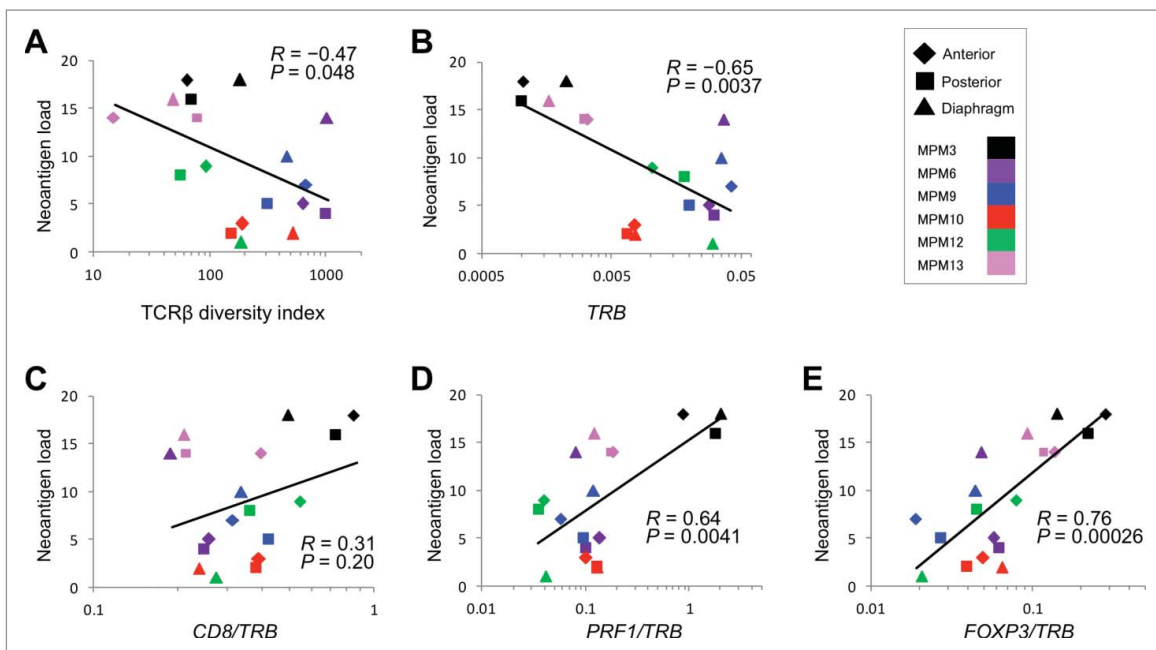 A
R = −0.47
P = 0.048
20
15
10
5
0
Neoantigen load
10
100
1000
TCRβ diversity index
B
R = −0.65
P = 0.0037
20
15
10
5
0
Neoantigen load
0.0005
0.005
0.05
TRB
Anterior
Posterior
Diaphragm
MPM3
MPM6
MPM9
MPM10
MPM12
MPM13
C
20
15
10
5
0
Neoantigen load
R = 0.31
P = 0.20
0.1
1
CD8/TRB
D
20
15
10
5
0
Neoantigen load
R = 0.64
P = 0.0041
0.01
0.1
1
PRF1/TRB
E
20
15
10
5
0
Neoantigen load
R = 0.76
P = 0.00026
0.01
0.1
1
FOXP3/TRB